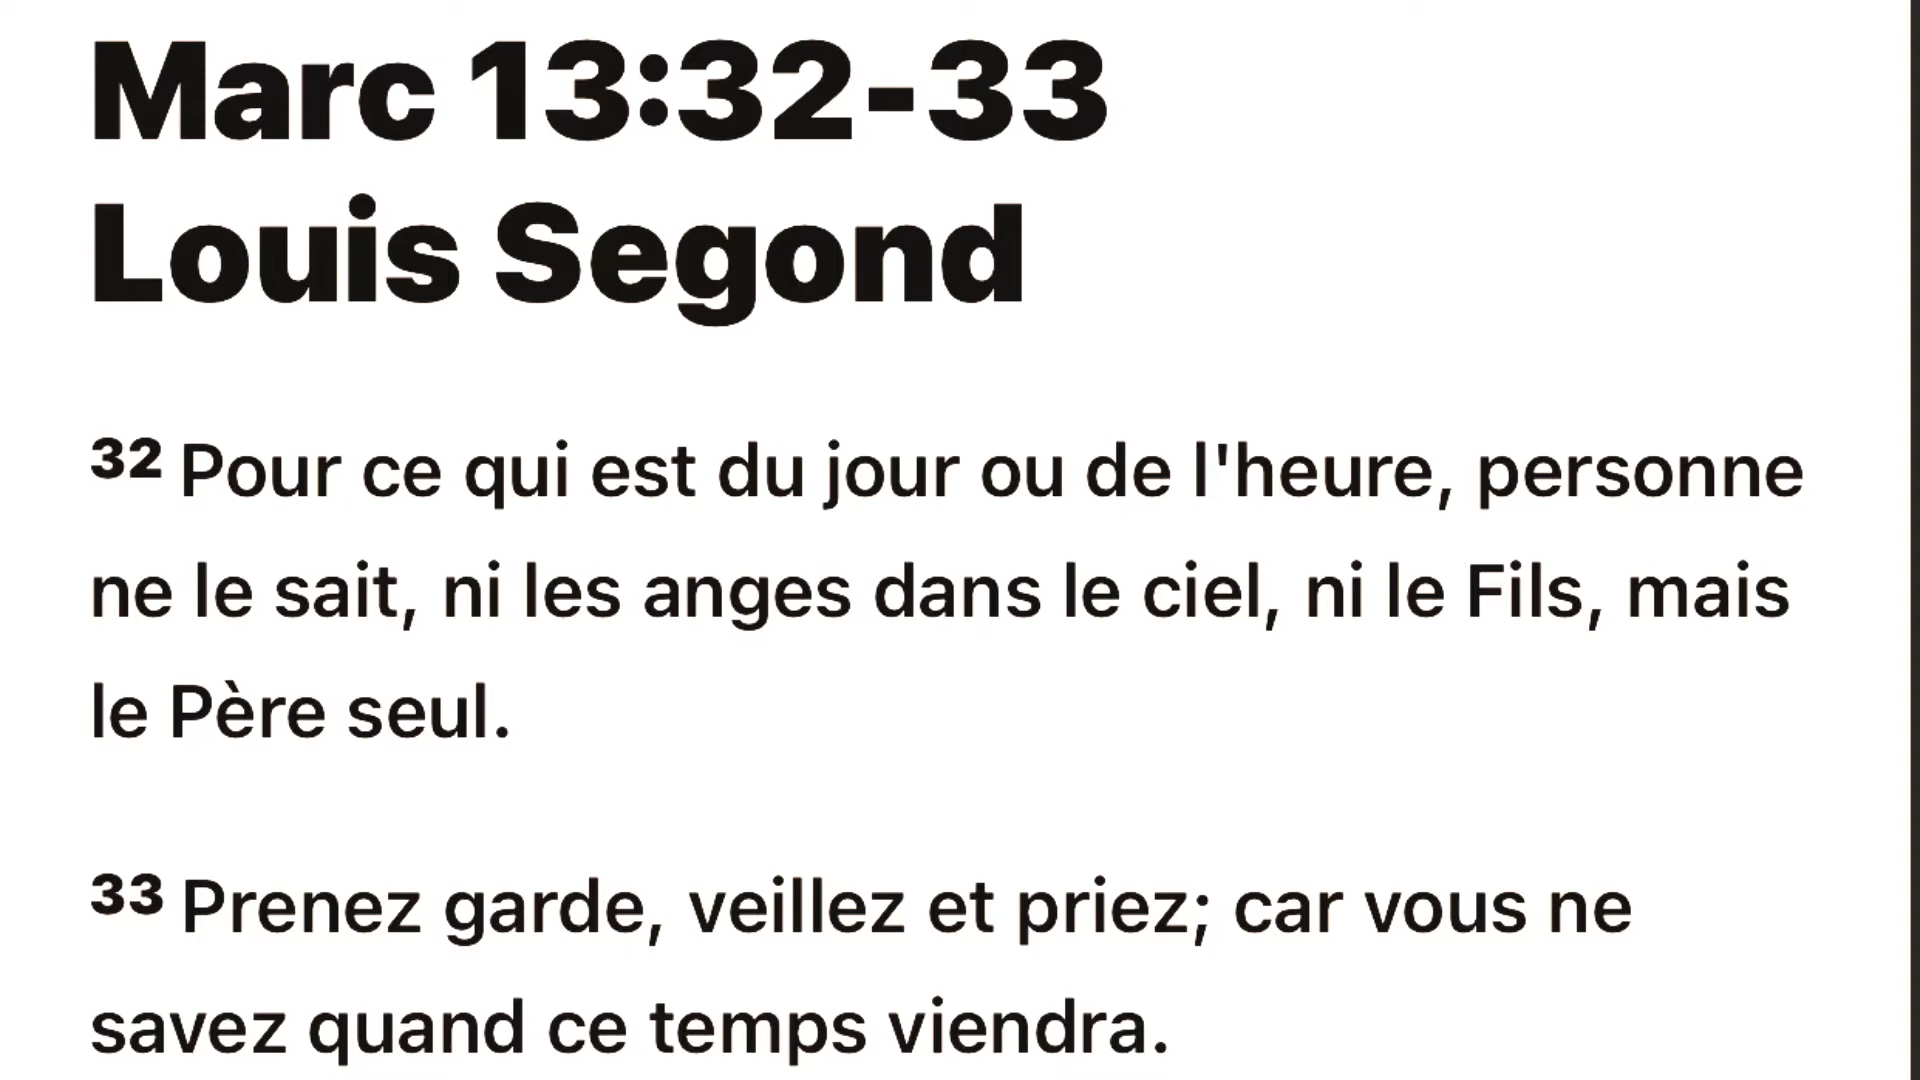 Marc 13:32-33
Louis Segond
32 Pour ce qui est du jour ou de l'heure, personne
ne le sait, ni les anges dans le ciel, ni le Fils, mais
le Père seul.
33 Prenez garde, veillez et priez; car vous ne
savez quand ce temps viendra.